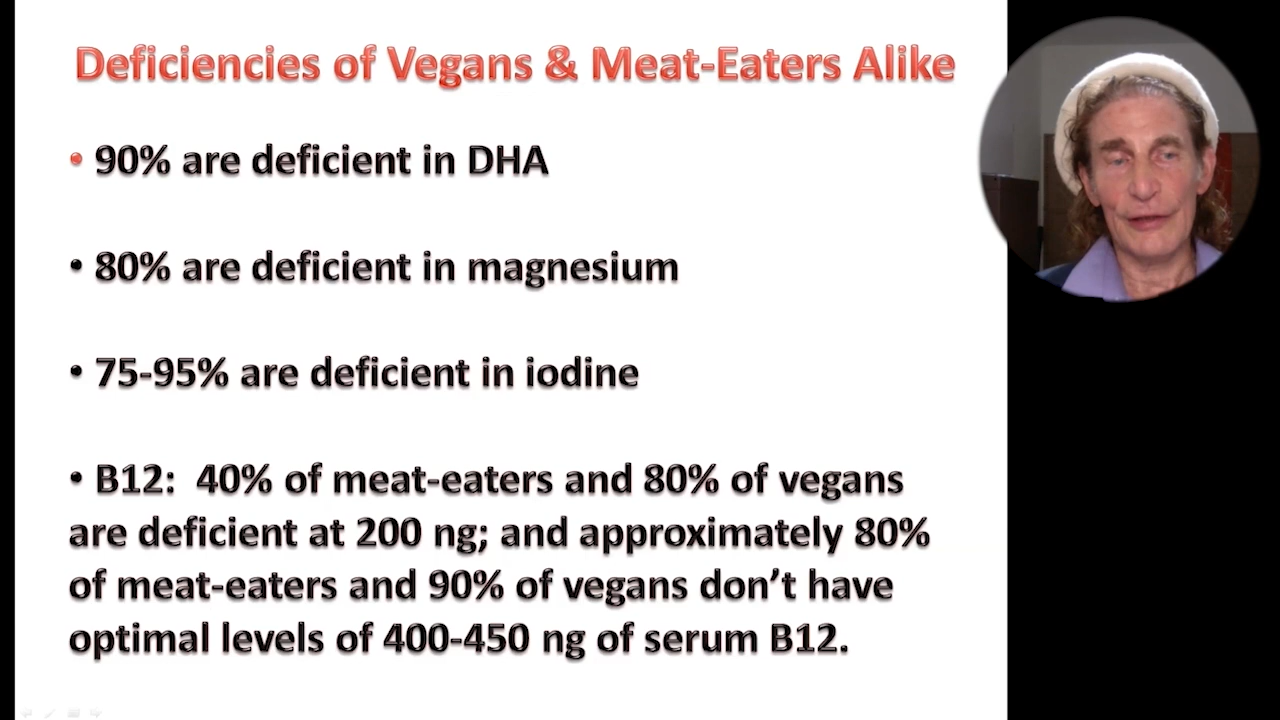 Deficiencies of Vegans & Meat-Eaters Alike
• 90% are deficient in DHA
• 80% are deficient in magnesium
• 75-95% are deficient in iodine
• B12:  40% of meat-eaters and 80% of vegans
are deficient at 200 ng; and approximately 80%
of meat-eaters and 90% of vegans don’t have
optimal levels of 400-450 ng of serum B12.